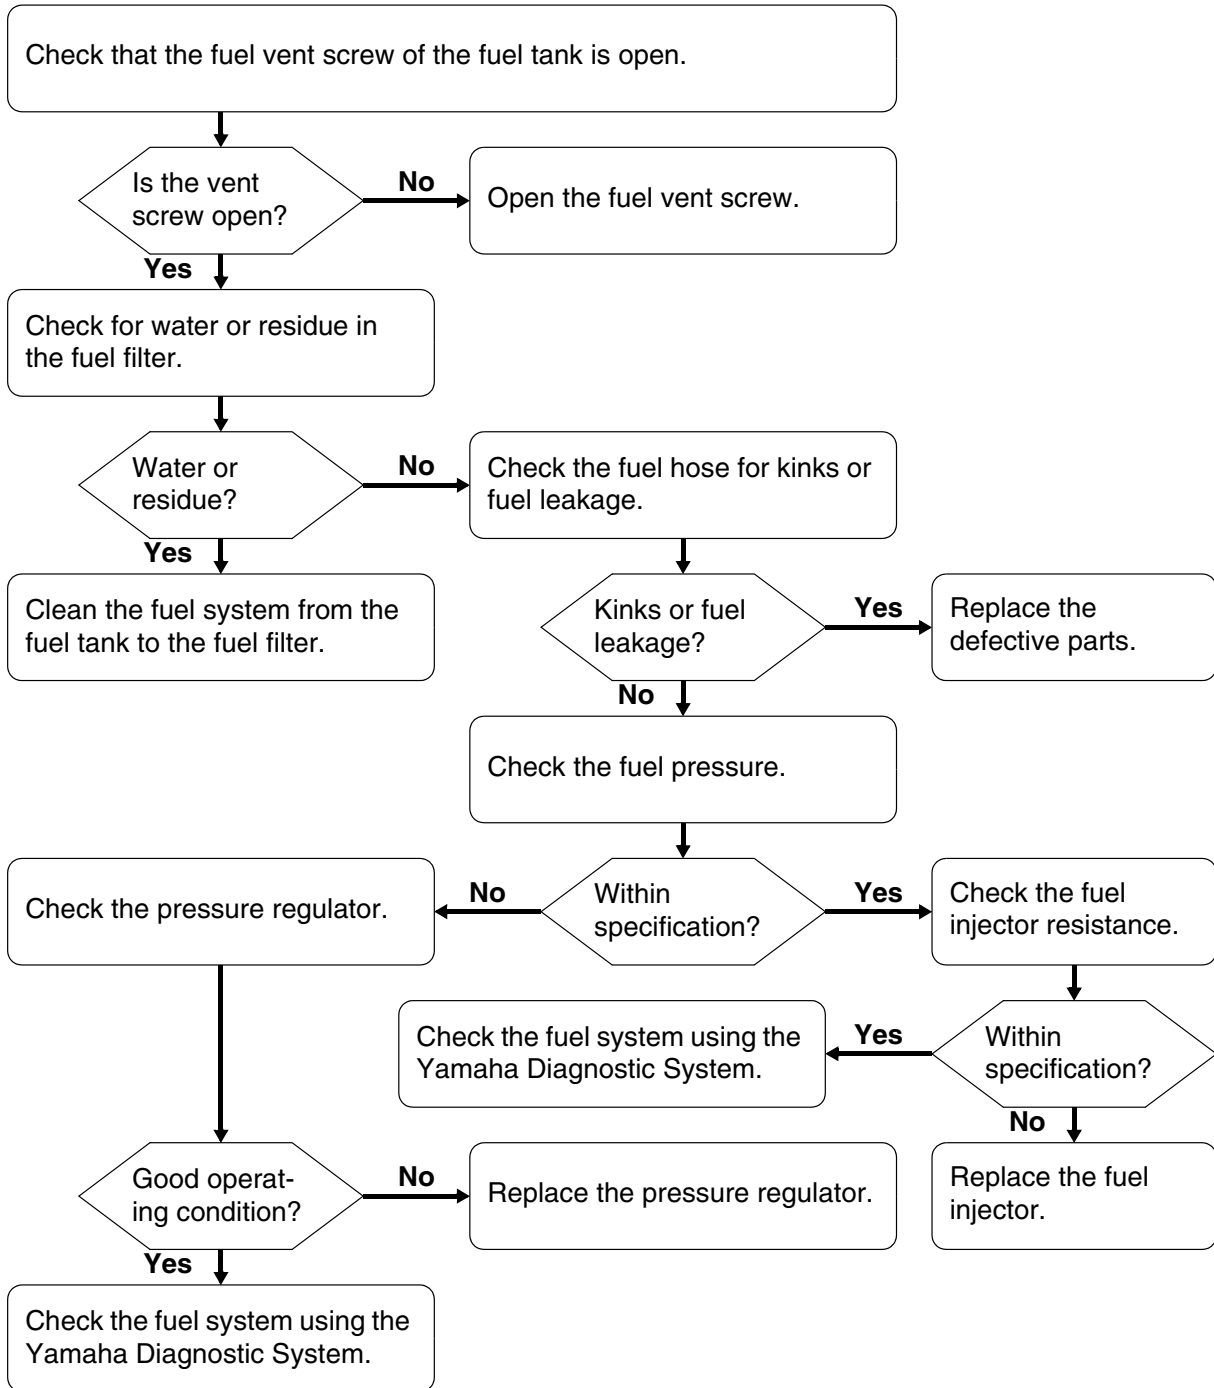 Check that the fuel vent screw of the fuel tank is open.
Is the vent
screw open?
No
Open the fuel vent screw.
Yes
Check for water or residue in
the fuel filter.
Water or
residue?
No
Check the fuel hose for kinks or
fuel leakage.
Yes
Clean the fuel system from the
fuel tank to the fuel filter.
Kinks or fuel
leakage?
Yes
Replace the
defective parts.
No
Check the fuel pressure.
Check the pressure regulator.
No
Within
specification?
Yes
Check the fuel
injector resistance.
Check the fuel system using the
Yamaha Diagnostic System.
Yes
Within
specification?
No
Good operat-
ing condition?
No
Replace the pressure regulator.
Replace the fuel
injector.
Yes
Check the fuel system using the
Yamaha Diagnostic System.